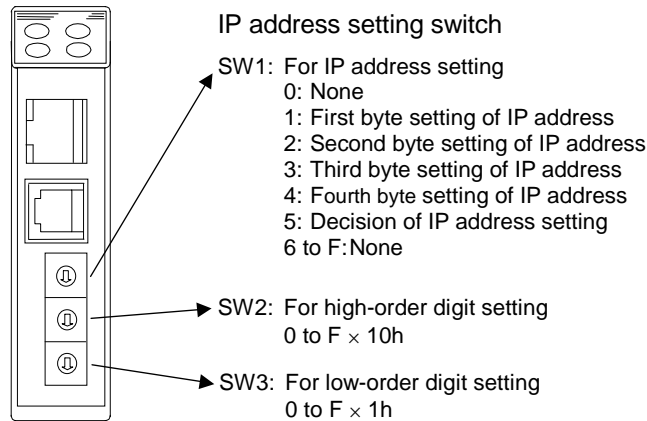 IP address setting switch
SW1: For IP address setting
0: None
1: First byte setting of IP address
2: Second byte setting of IP address
3: Third byte setting of IP address
4: Fourth byte setting of IP address
5: Decision of IP address setting
6 to F:None
SW2: For high-order digit setting
0 to F × 10h
SW3: For low-order digit setting
0 to F × 1h